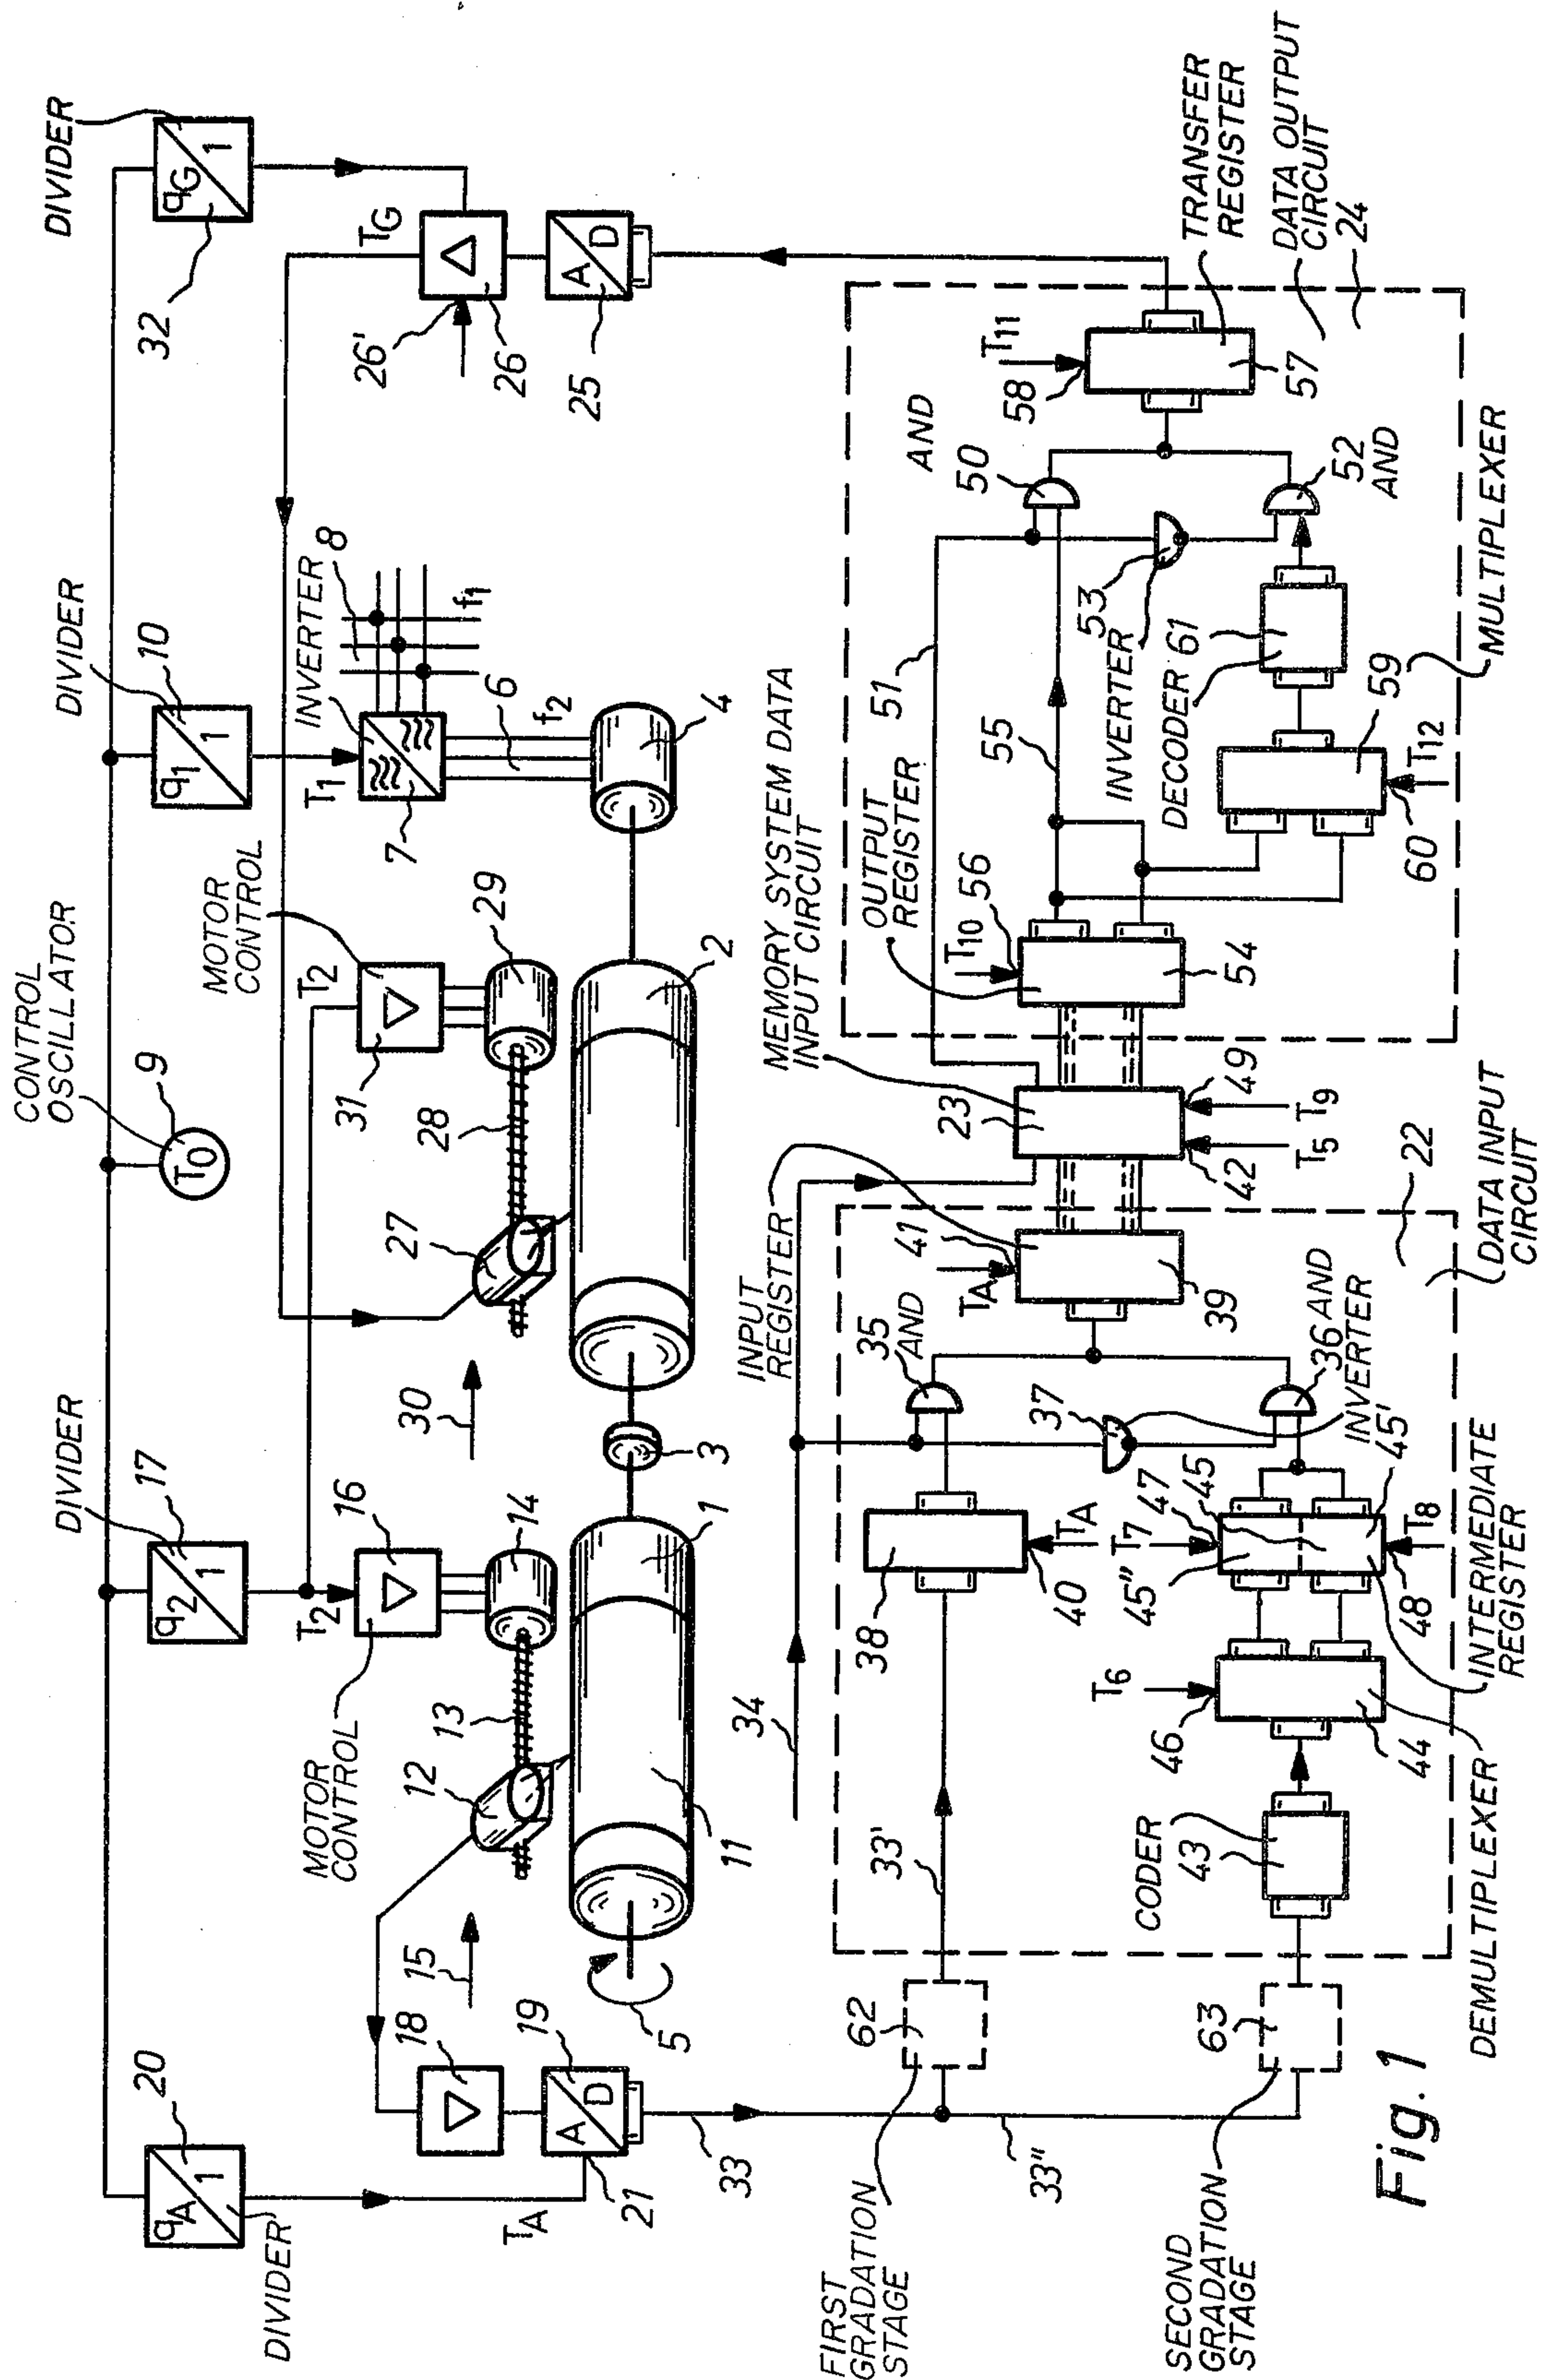 CONTROL
OSCILLATOR
9
T0
DIVIDER
20
qA
1
DIVIDER
17
q2
1
DIVIDER
10
q1
1
DIVIDER
32
qG
1
TA
T2
MOTOR
CONTROL
16
14
13
12
15
18
19
A
D
21
33
5
11
1
3
30
27
28
29
2
31
T2
MOTOR
CONTROL
T1
7
INVERTER
8
f1
6
f2
4
TG
26'
26
A
D
25
FIRST
GRADATION
STAGE
62
33'
33"
SECOND
GRADATION
STAGE
63
34
38
40
TA
35
AND
37
36 AND
INVERTER
CODER
43
T6
46
44
DEMULTIPLEXER
T7
47
45
45"
45'
48
T8
INTERMEDIATE
REGISTER
INPUT
REGISTER
41
TA
39
22
DATA INPUT
CIRCUIT
MEMORY SYSTEM DATA
INPUT CIRCUIT
23
42
49
T5
T9
OUTPUT
REGISTER
T10
56
54
55
51
AND
50
53
INVERTER
52
AND
DECODER 61
59
60
T12
MULTIPLEXER
T11
58
57
TRANSFER
REGISTER
DATA OUTPUT
CIRCUIT
24
Fig. 1